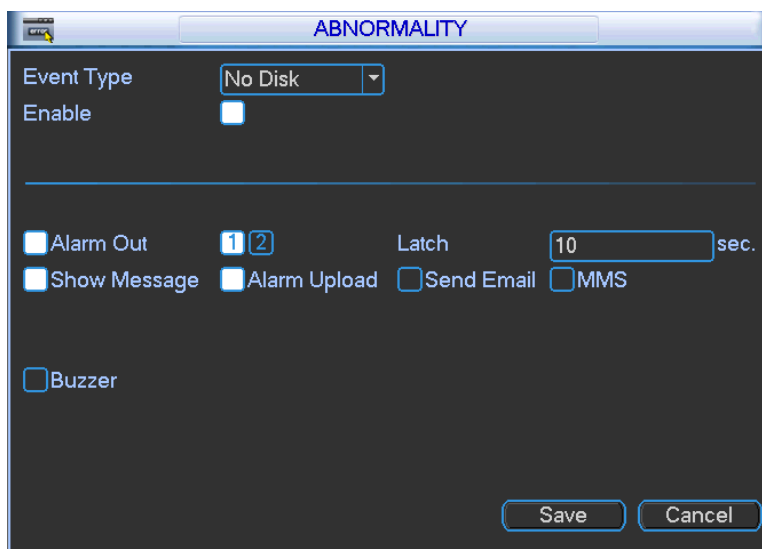 ABNORMALITY
Event Type No Disk
Enable
Alarm Out 1 2 Latch 10 sec.
Show Message Alarm Upload Send Email MMS
Buzzer
Save Cancel